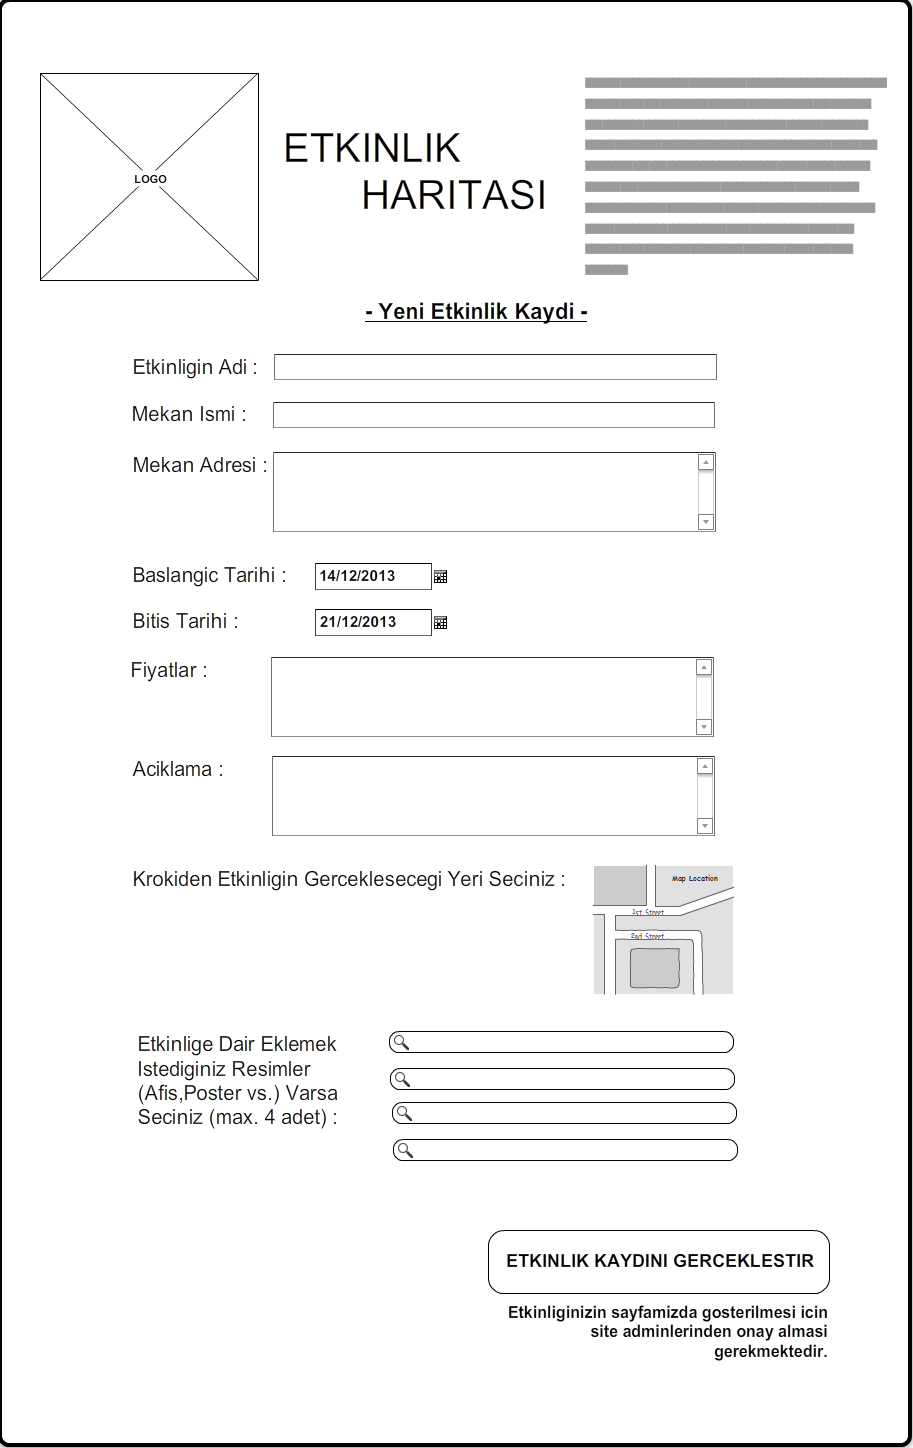 LOGO
ETKINLIK
HARITASI
- Yeni Etkinlik Kaydi -
Etkinligin Adi :
Mekan Ismi :
Mekan Adresi :
Baslangic Tarihi :
14/12/2013
Bitis Tarihi :
21/12/2013
Fiyatlar :
Aciklama :
Krokiden Etkinligin Gerceklesecegi Yeri Seciniz :
Map Location
1st Street
2nd Street
Etkinlige Dair Eklemek
Istediginiz Resimler
(Afis,Poster vs.) Varsa
Seciniz (max. 4 adet) :
ETKINLIK KAYDINI GERCEKLESTIR
Etkinliginizin sayfamizda gosterilmesi icin
site adminlerinden onay almasi
gerekmektedir.